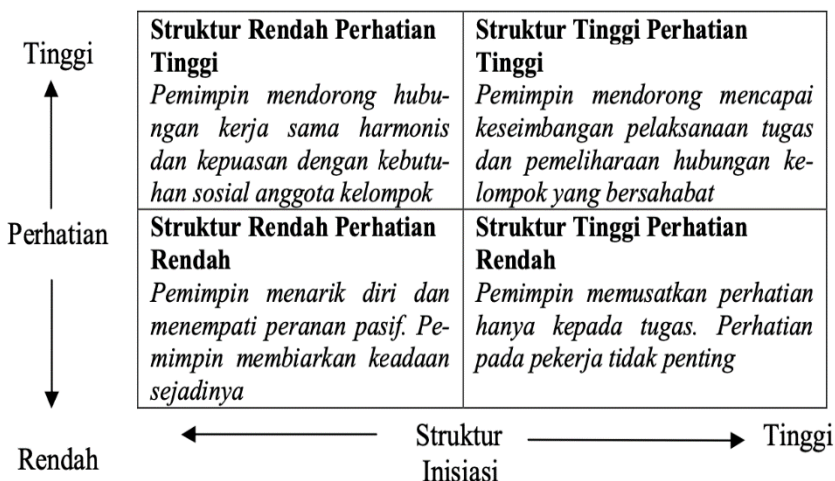 Tinggi
Struktur Rendah Perhatian
Tinggi
Pemimpin mendorong hubu-
ngan kerja sama harmonis
dan kepuasan dengan kebutu-
han sosial anggota kelompok
Struktur Tinggi Perhatian
Tinggi
Pemimpin mendorong mencapai
keseimbangan pelaksanaan tugas
dan pemeliharaan hubungan ke-
lompok yang bersahabat
Perhatian
Struktur Rendah Perhatian
Rendah
Pemimpin menarik diri dan
menempati peranan pasif. Pe-
mimpin membiarkan keadaan
sejadinya
Struktur Tinggi Perhatian
Rendah
Pemimpin memusatkan perhatian
hanya kepada tugas. Perhatian
pada pekerja tidak penting
Rendah
Struktur
Inisiasi
Tinggi